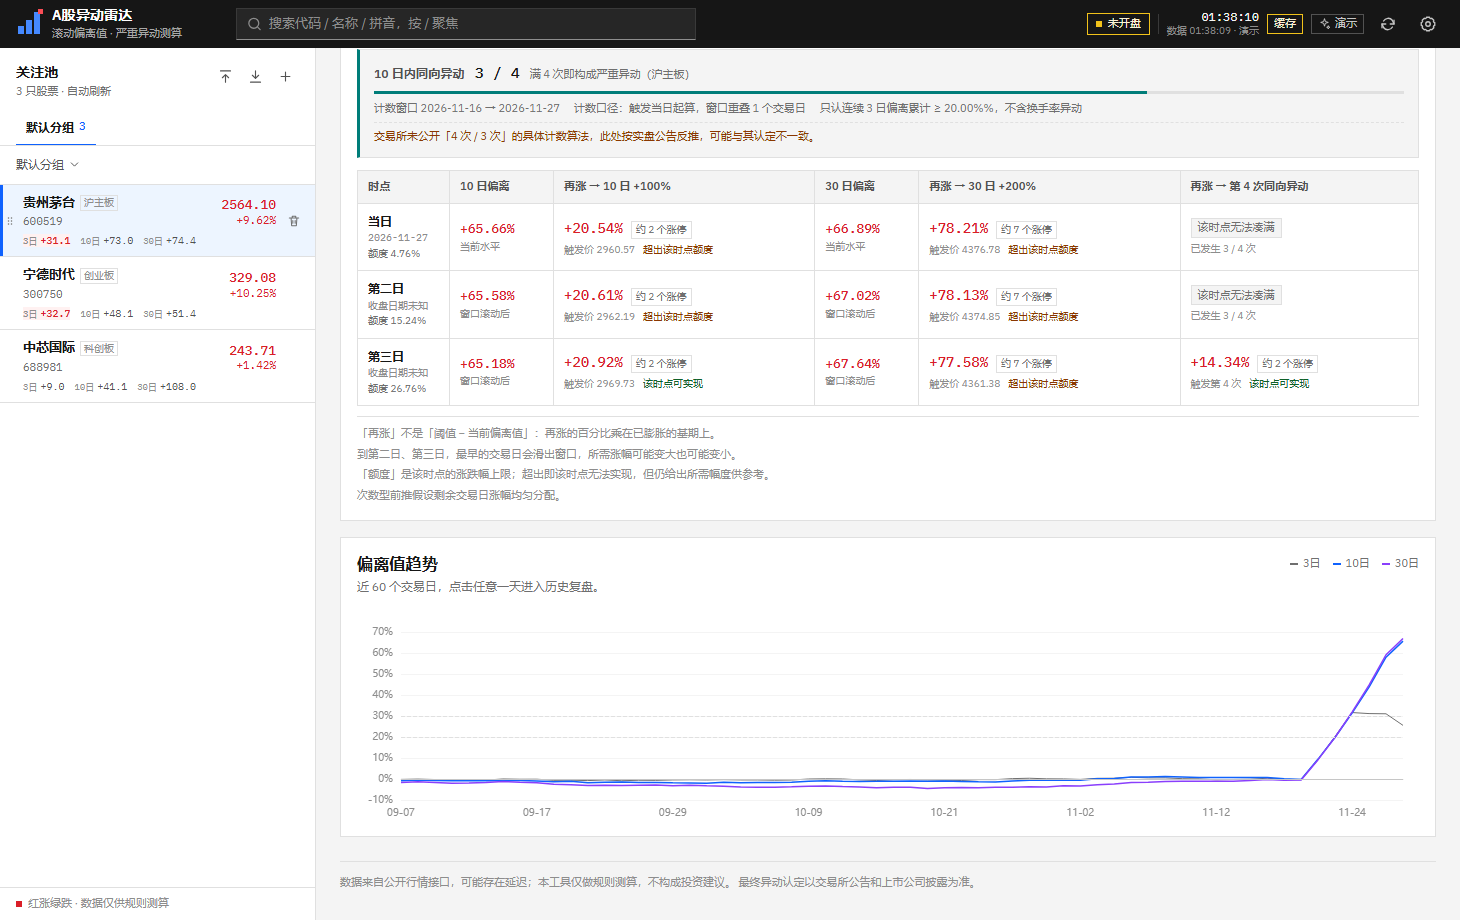 A股异动雷达
滚动偏离值 · 严重异动测算
搜索代码 / 名称 / 拼音，按 / 聚焦
未开盘
01:38:10
数据 01:38:09 · 演示
缓存
演示
关注池
3 只股票 · 自动刷新
默认分组 3
默认分组
贵州茅台 沪主板 2564.10
600519 +9.62%
3日 +31.1 10日 +73.0 30日 +74.4
宁德时代 创业板 329.08
300750 +10.25%
3日 +32.7 10日 +48.1 30日 +51.4
中芯国际 科创板 243.71
688981 +1.42%
3日 +9.0 10日 +41.1 30日 +108.0
红涨绿跌 · 数据仅供规则测算
10 日内同向异动 3 / 4 满 4 次即构成严重异动（沪主板）
计数窗口 2026-11-16 → 2026-11-27 计数口径：触发当日起算，窗口重叠 1 个交易日 只认连续 3 日偏离累计 ≥ 20.00%%，不含换手率异动
交易所未公开「4 次 / 3 次」的具体计数算法，此处按实盘公告反推，可能与其认定不一致。
时点 10 日偏离 再涨 → 10 日 +100% 30 日偏离 再涨 → 30 日 +200% 再涨 → 第 4 次同向异动
当日
2026-11-27
额度 4.76%
+65.66%
当前水平
+20.54% 约 2 个涨停
触发价 2960.57 超出该时点额度
+66.89%
当前水平
+78.21% 约 7 个涨停
触发价 4376.78 超出该时点额度
该时点无法凑满
已发生 3 / 4 次
第二日
收盘日期未知
额度 15.24%
+65.58%
窗口滚动后
+20.61% 约 2 个涨停
触发价 2962.19 超出该时点额度
+67.02%
窗口滚动后
+78.13% 约 7 个涨停
触发价 4374.85 超出该时点额度
该时点无法凑满
已发生 3 / 4 次
第三日
收盘日期未知
额度 26.76%
+65.18%
窗口滚动后
+20.92% 约 2 个涨停
触发价 2969.73 该时点可实现
+67.64%
窗口滚动后
+77.58% 约 7 个涨停
触发价 4361.38 超出该时点额度
+14.34% 约 2 个涨停
触发第 4 次 该时点可实现
「再涨」不是「阈值 − 当前偏离值」：再涨的百分比乘在已膨胀的基期上。
到第二日、第三日，最早的交易日会滑出窗口，所需涨幅可能变大也可能变小。
「额度」是该时点的涨跌幅上限；超出即该时点无法实现，但仍给出所需幅度供参考。
次数型前推假设剩余交易日涨幅均匀分配。
偏离值趋势
近 60 个交易日，点击任意一天进入历史复盘。
3日 10日 30日
70%
60%
50%
40%
30%
20%
10%
0%
-10%
09-07 09-17 09-29 10-09 10-21 11-02 11-12 11-24
数据来自公开行情接口，可能存在延迟；本工具仅做规则测算，不构成投资建议。 最终异动认定以交易所公告和上市公司披露为准。